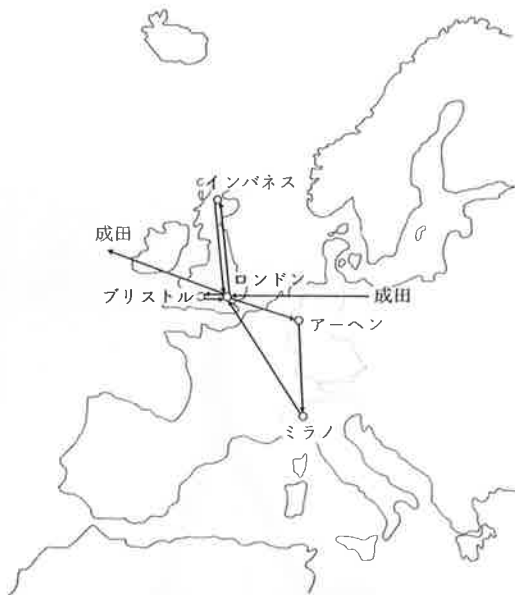 インバネス
成田
ロンドン
ブリストル
成田
アーヘン
ミラノ